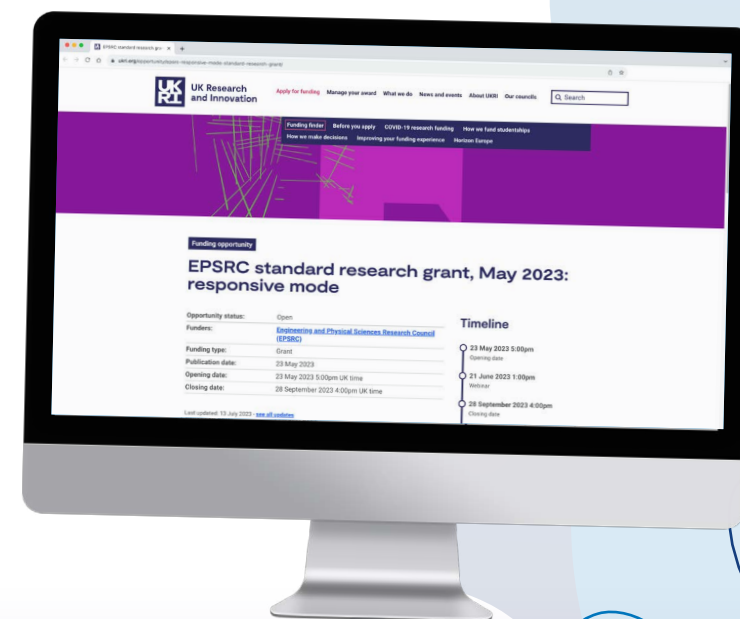 EPSRC standard research gra
ukri.org/opportunity/epsrc-responsive-mode-standard-research-grant/
UK
RI
UK Research
and Innovation
Apply for funding Manage your award What we do News and events About UKRI Our councils
Search
Funding finder Before you apply COVID-19 research funding How we fund studentships
How we make decisions Improving your funding experience Horizon Europe
Funding opportunity
EPSRC standard research grant, May 2023:
responsive mode
Opportunity status: Open
Funders: Engineering and Physical Sciences Research Council
(EPSRC)
Funding type: Grant
Publication date: 23 May 2023
Opening date: 23 May 2023 5:00pm UK time
Closing date: 28 September 2023 4:00pm UK time
Last updated: 13 July 2023 - see all updates
Timeline
23 May 2023 5:00pm
Opening date
21 June 2023 1:00pm
Webinar
28 September 2023 4:00pm
Closing date